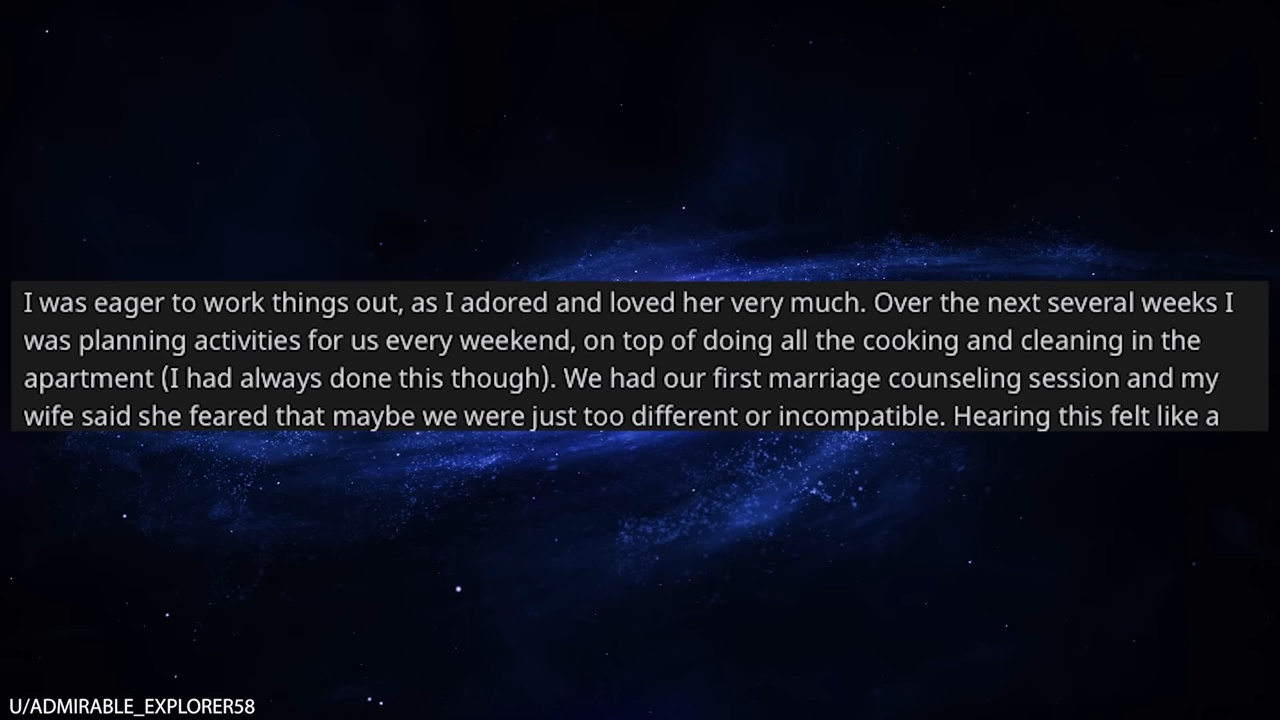 I was eager to work things out, as I adored and loved her very much. Over the next several weeks I
was planning activities for us every weekend, on top of doing all the cooking and cleaning in the
apartment (I had always done this though). We had our first marriage counseling session and my
wife said she feared that maybe we were just too different or incompatible. Hearing this felt like a
U/ADMIRABLE_EXPLORER58